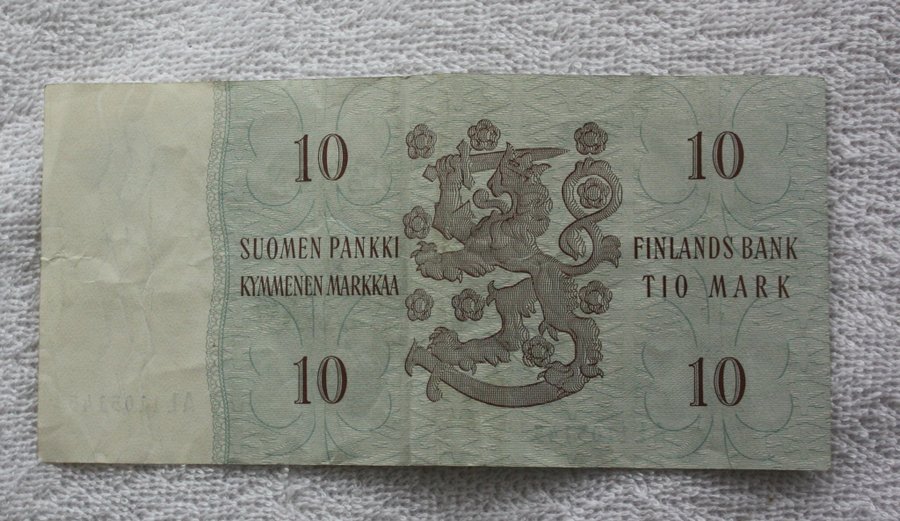 10 10
SUOMEN PANKKI FINLANDS BANK
KYMMENEN MARKKAA TIO MARK
10 10